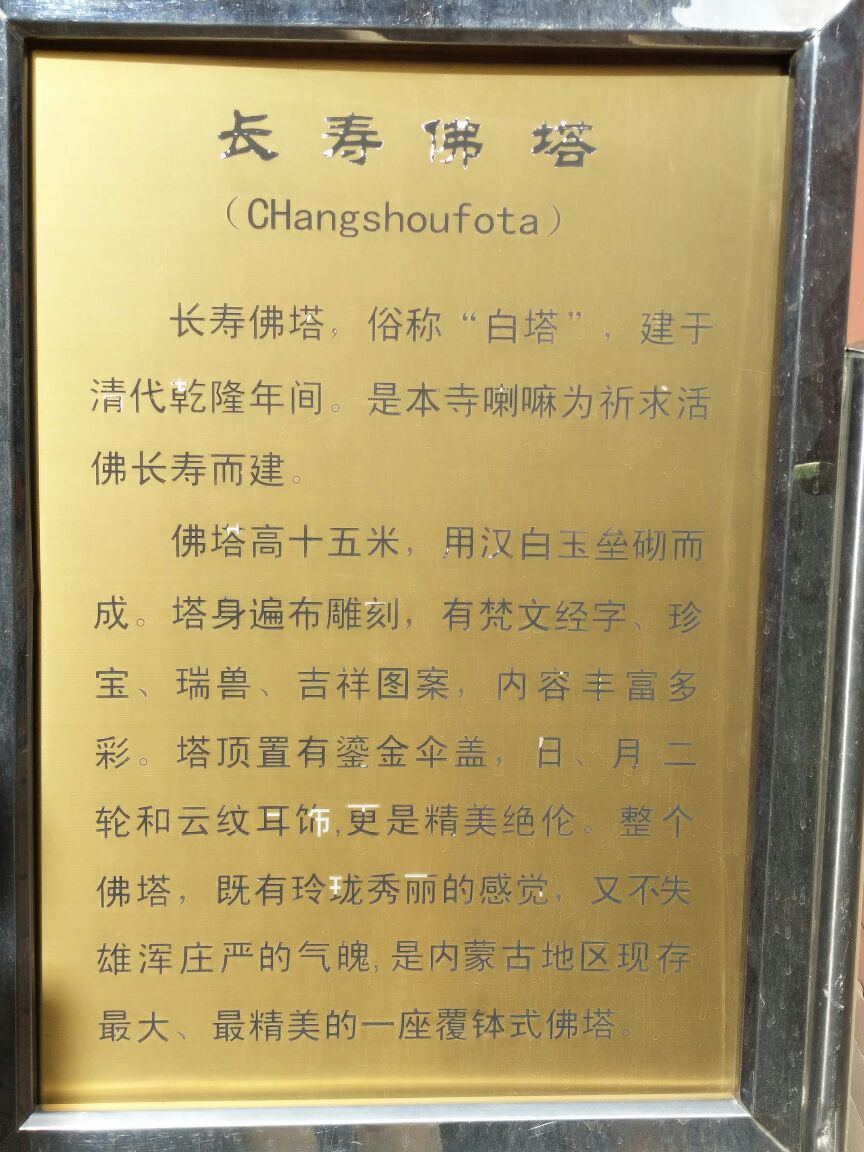 长寿佛塔
（CHangshoufota）
长寿佛塔，俗称“白塔”，建于
清代乾隆年间。是本寺喇嘛为祈求活
佛长寿而建。
佛塔高十五米，用汉白玉垒砌而
成。塔身遍布雕刻，有梵文经字、珍
宝、瑞兽、吉祥图案，内容丰富多
彩。塔顶置有鎏金伞盖，日、月二
轮和云纹耳饰,更是精美绝伦。整个
佛塔，既有玲珑秀丽的感觉，又不失
雄浑庄严的气魄,是内蒙古地区现存
最大、最精美的一座覆钵式佛塔。